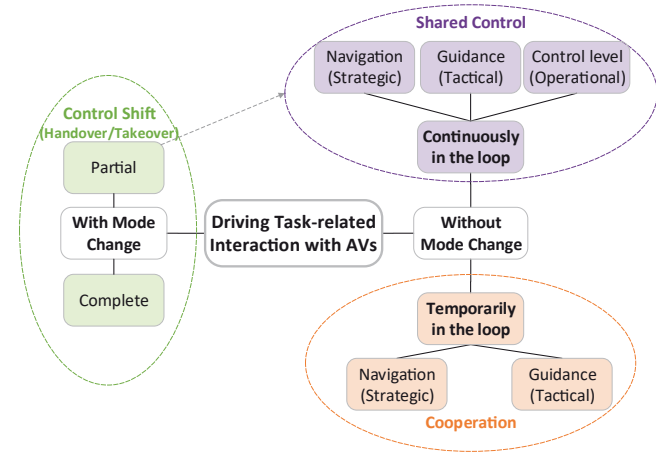 Shared Control
Navigation
(Strategic)
Guidance
(Tactical)
Control level
(Operational)
Continuously
in the loop
Control Shift
(Handover/Takeover)
Partial
With Mode
Change
Complete
Driving Task-related
Interaction with AVs
Without
Mode Change
Temporarily
in the loop
Navigation
(Strategic)
Guidance
(Tactical)
Cooperation